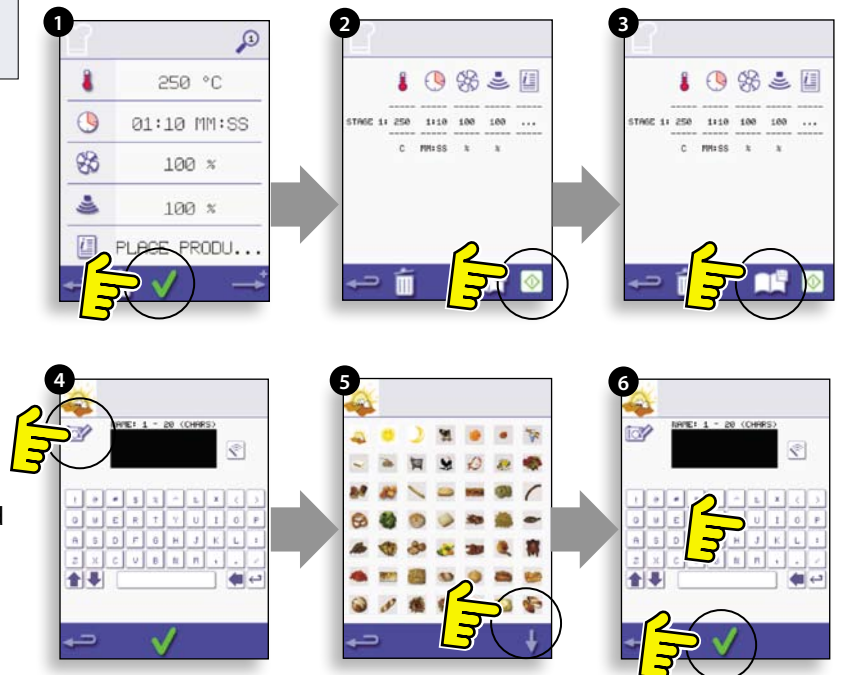 1
1
250 °C
01:10 MM:SS
100 %
100 %
PLACE PRODU...
2
STAGE 1: 250 1:10 100 100 ...
C MM:SS % %
3
STAGE 1: 250 1:10 100 100 ...
C MM:SS % %
4
NAME: 1 - 20 (CHARS)
Q W E R T Y U I O P
A S D F G H J K L :
Z X C V B N M , . /
5
6
NAME: 1 - 20 (CHARS)
Q W E U I O P
A S D H J K L :
Z X C B N M , . /